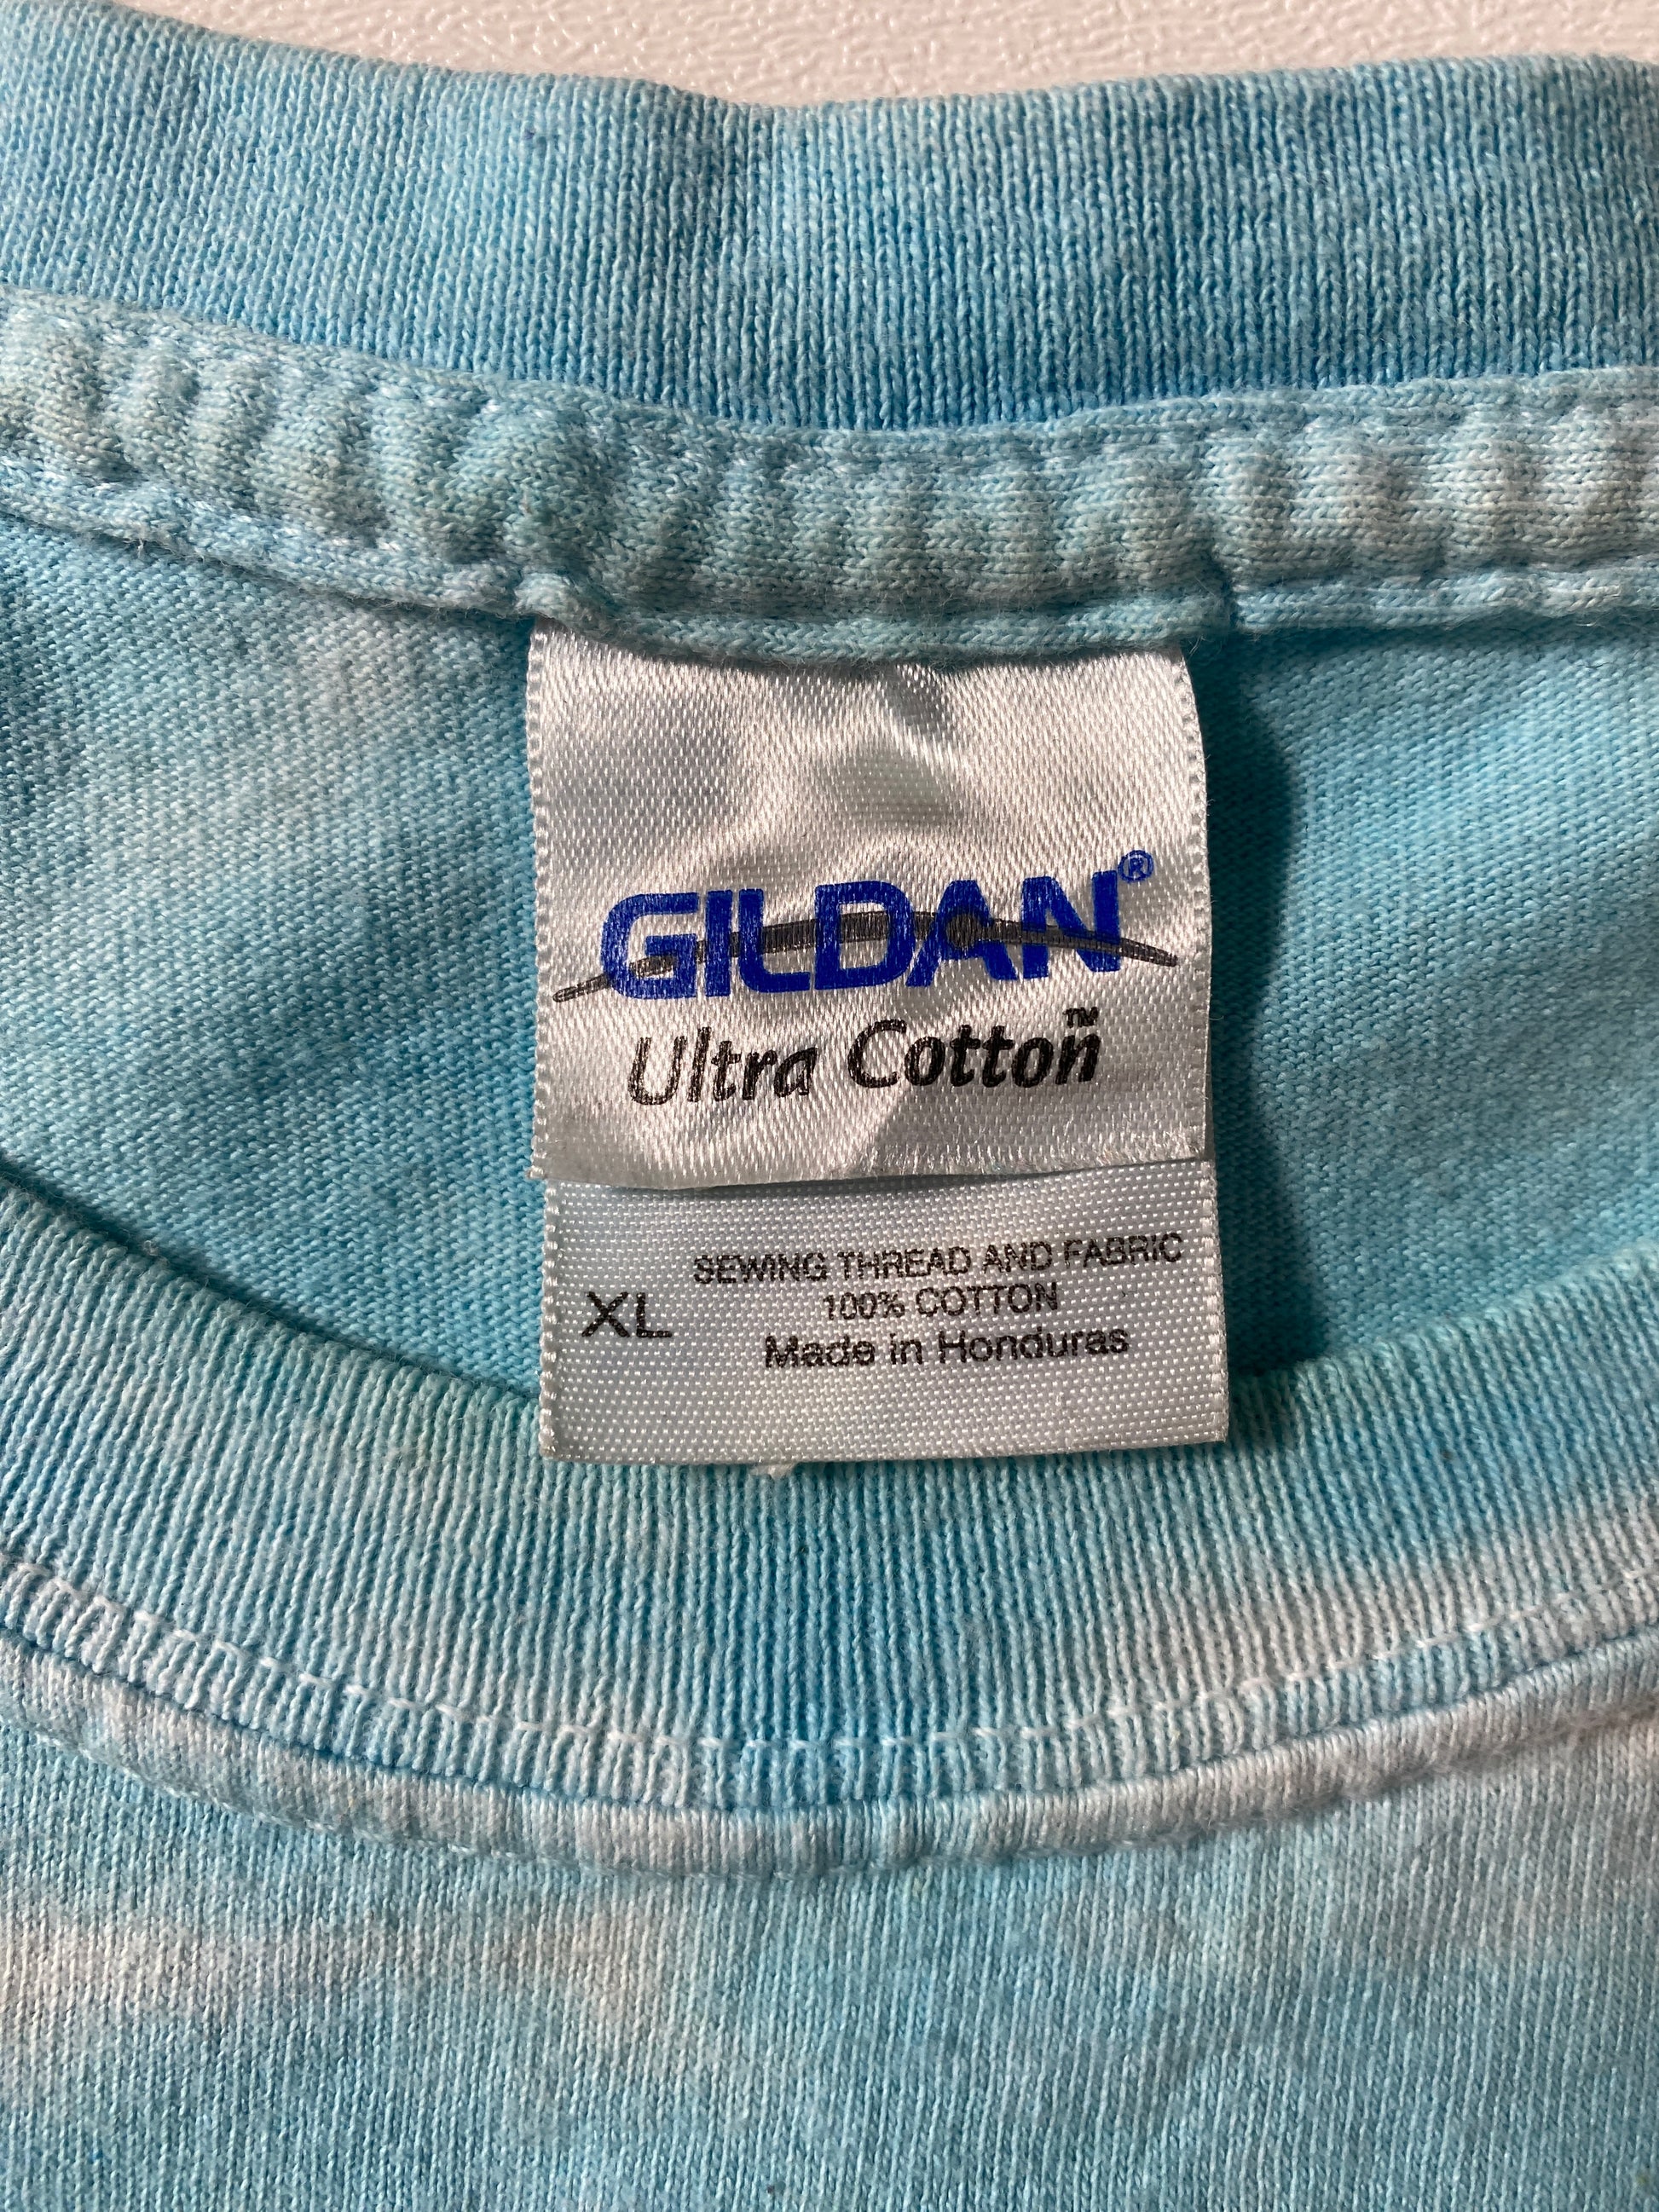 GILDAN®
Ultra Cotton™
SEWING THREAD AND FABRIC
100% COTTON
XL
Made in Honduras